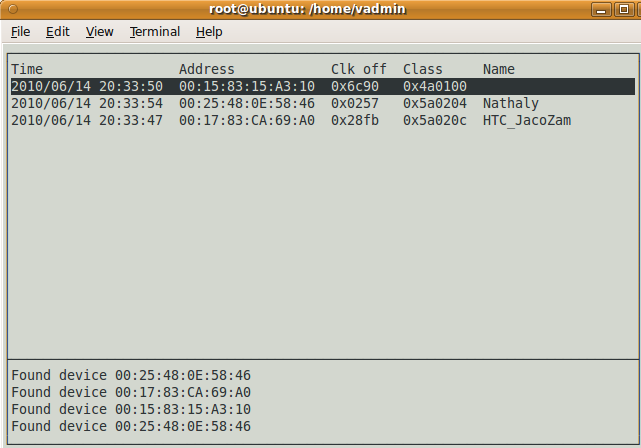 root@ubuntu: /home/vadmin
File Edit View Terminal Help
Time Address Clk off Class Name
2010/06/14 20:33:50 00:15:83:15:A3:10 0x6c90 0x4a0100
2010/06/14 20:33:54 00:25:48:0E:58:46 0x0257 0x5a0204 Nathaly
2010/06/14 20:33:47 00:17:83:CA:69:A0 0x28fb 0x5a020c HTC_JacoZam
Found device 00:25:48:0E:58:46
Found device 00:17:83:CA:69:A0
Found device 00:15:83:15:A3:10
Found device 00:25:48:0E:58:46